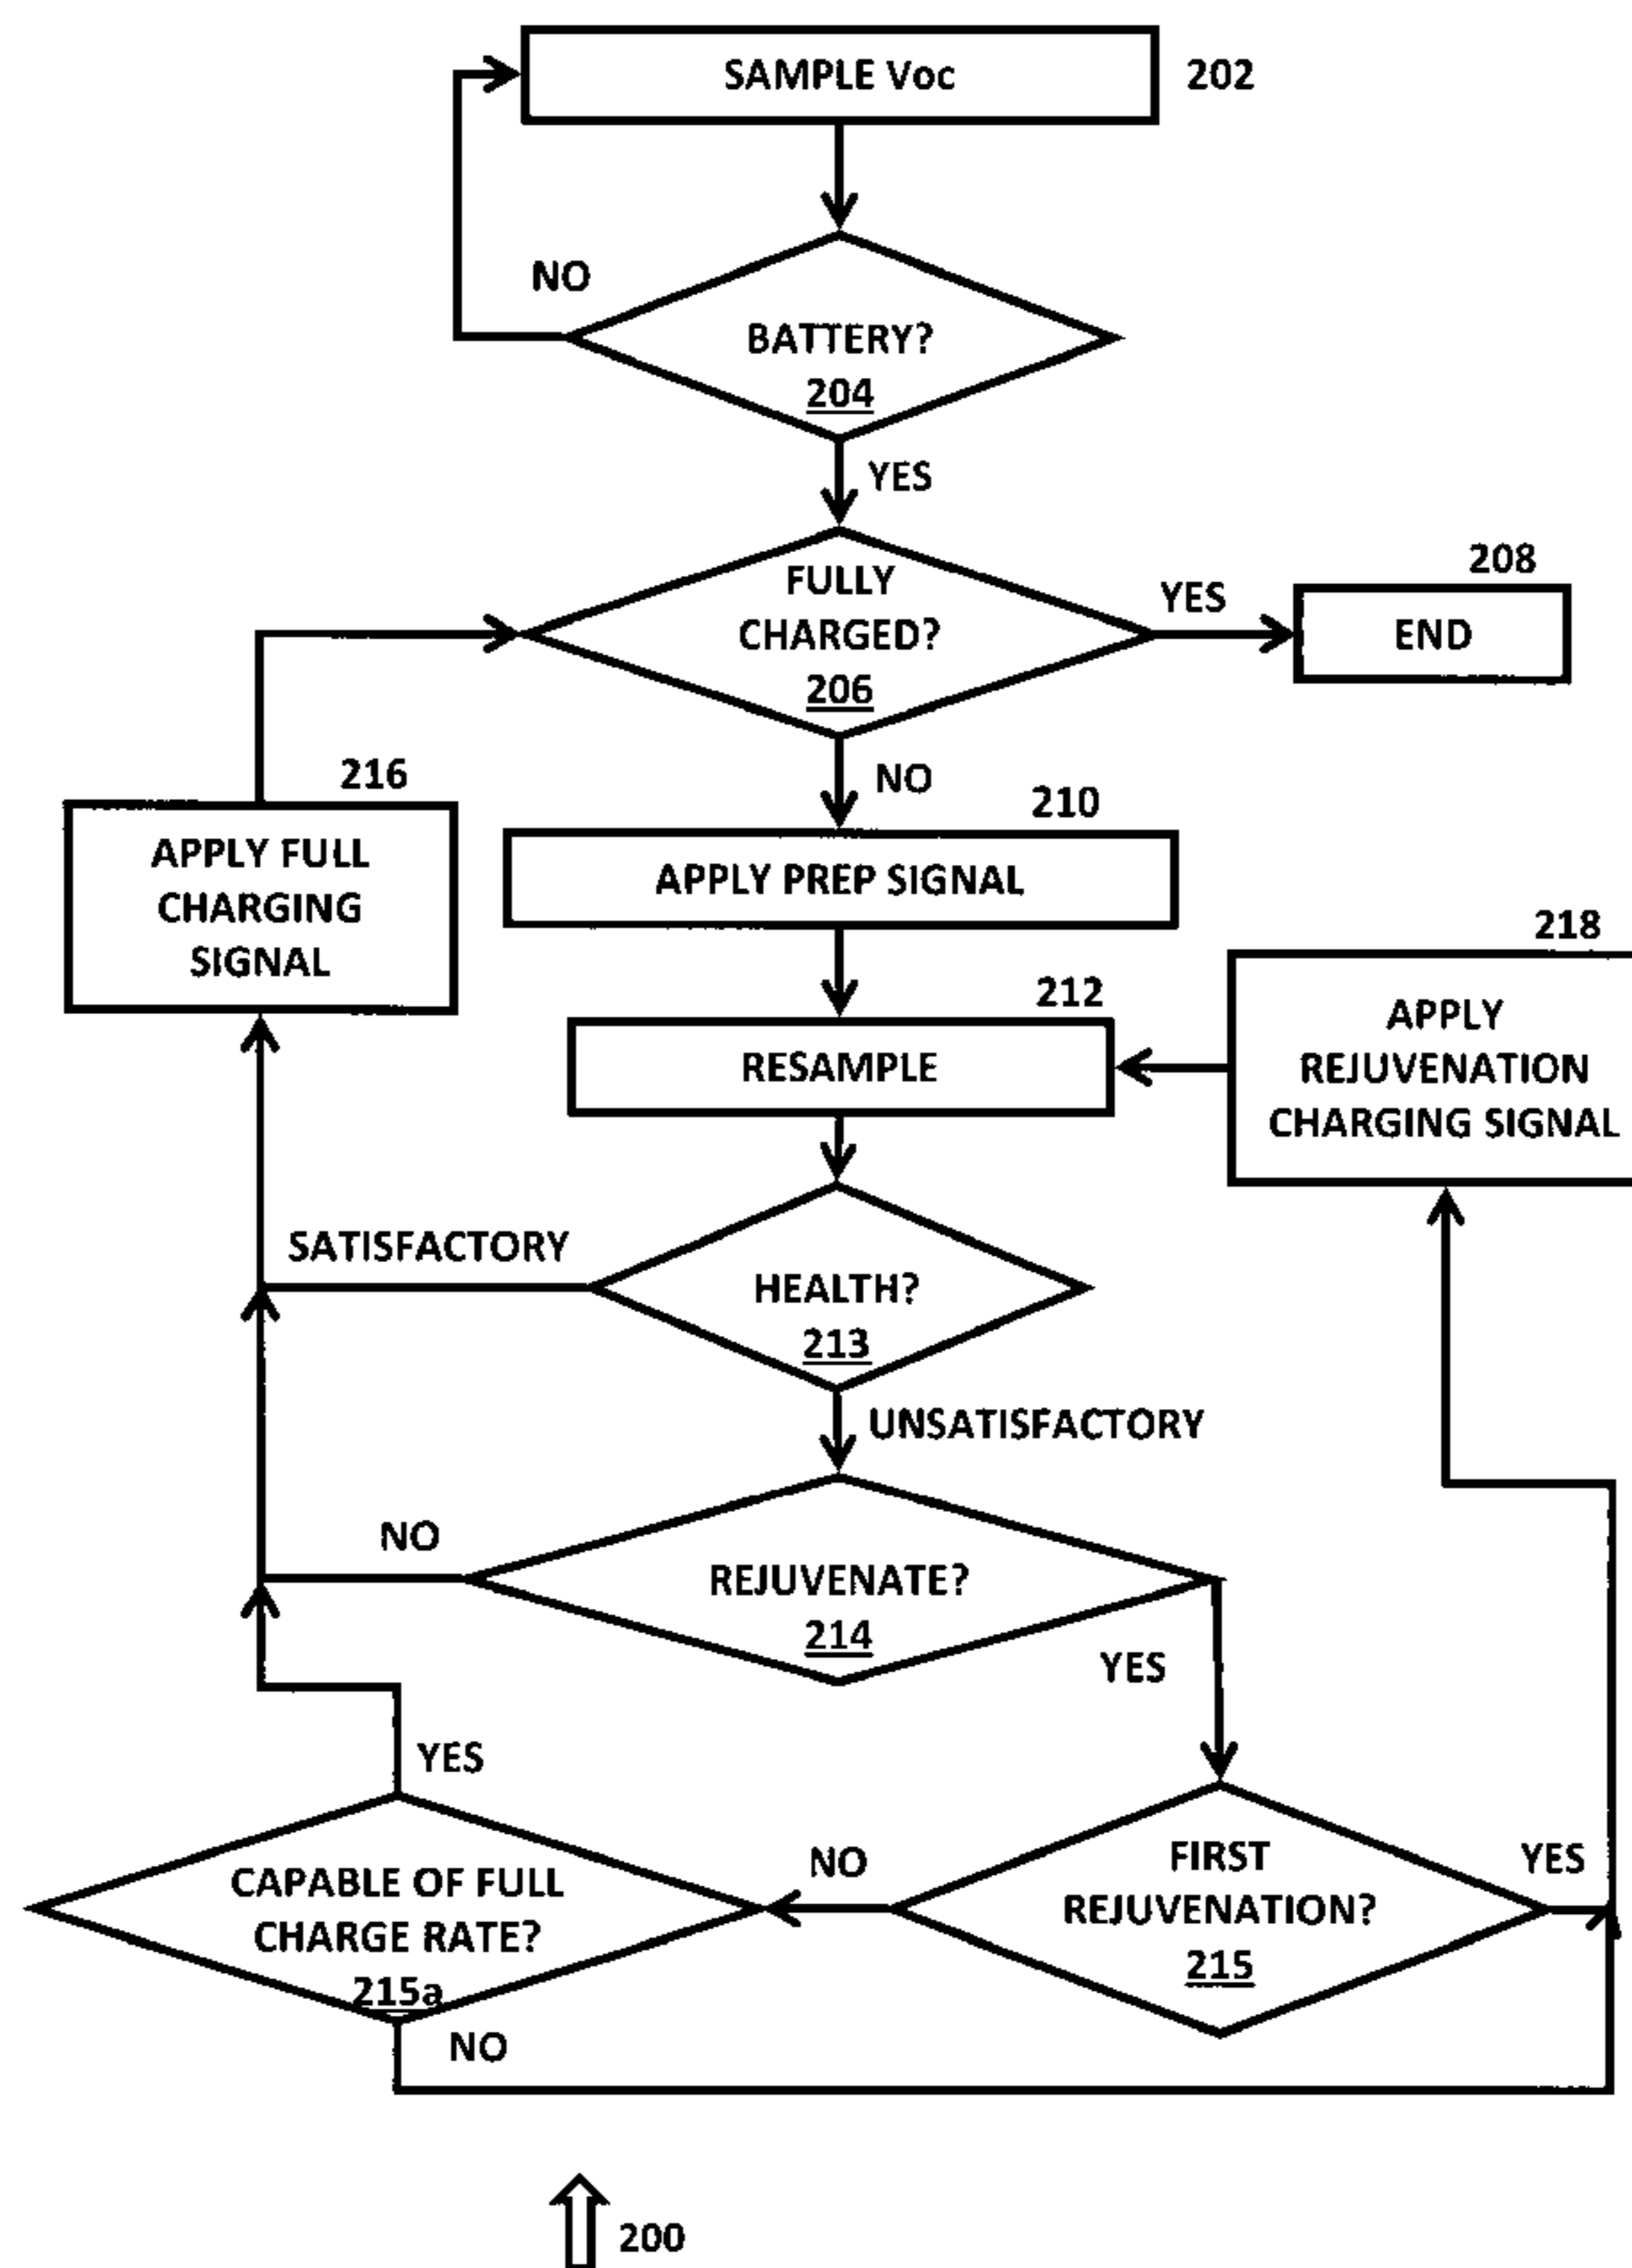 SAMPLE Voc
202
NO
BATTERY?
204
YES
FULLY
CHARGED?
206
YES
208
END
NO
216
APPLY FULL
CHARGING
SIGNAL
210
APPLY PREP SIGNAL
212
RESAMPLE
218
APPLY
REJUVENATION
CHARGING SIGNAL
SATISFACTORY
HEALTH?
213
UNSATISFACTORY
NO
REJUVENATE?
214
YES
YES
CAPABLE OF FULL
CHARGE RATE?
215a
NO
NO
FIRST
REJUVENATION?
215
YES
200